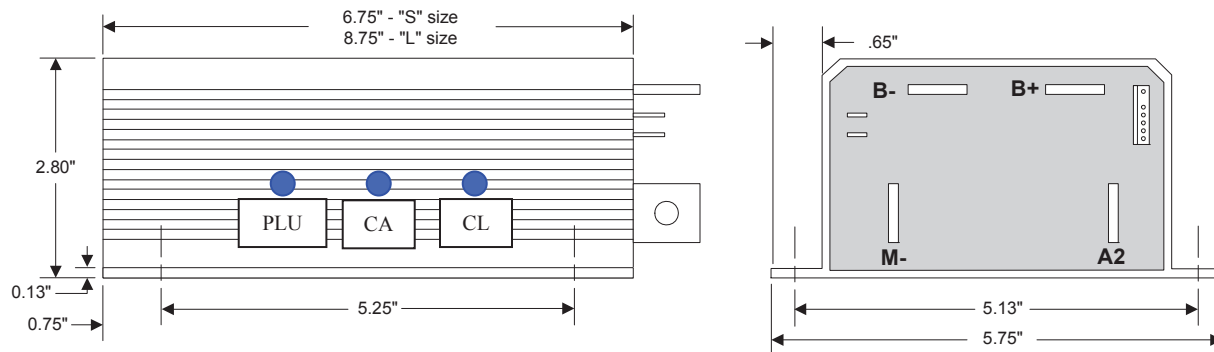 6.75" - "S" size
8.75" - "L" size
.65"
B-
B+
2.80"
PLU
CA
CL
M-
A2
0.13"
0.75"
5.25"
5.13"
5.75"